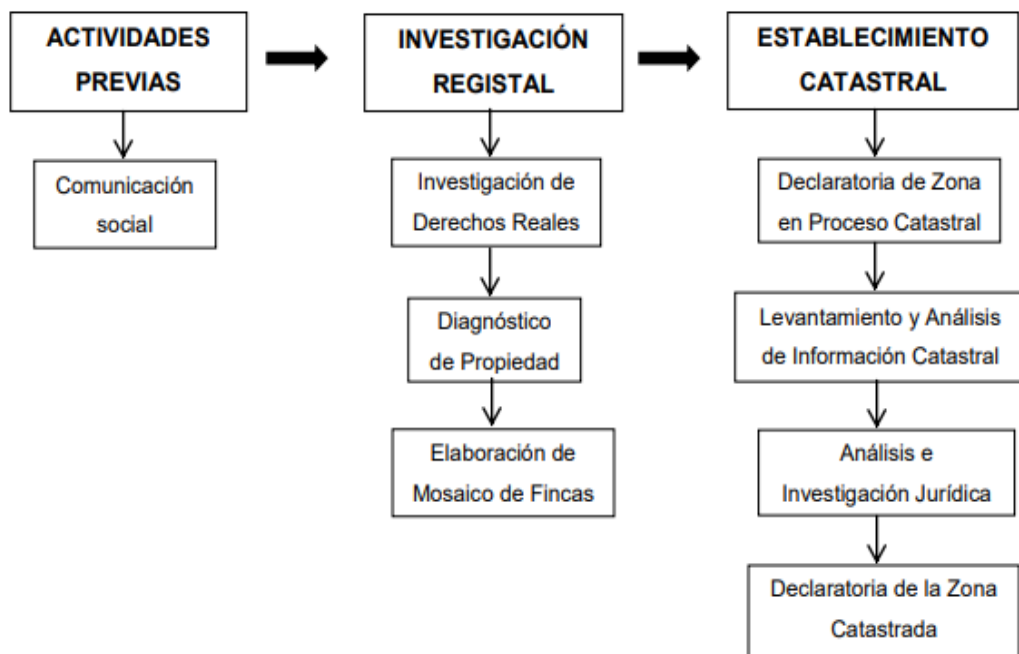 ACTIVIDADES
PREVIAS
Comunicación
social
INVESTIGACIÓN
REGISTAL
Investigación de
Derechos Reales
Diagnóstico
de Propiedad
Elaboración de
Mosaico de Fincas
ESTABLECIMIENTO
CATASTRAL
Declaratoria de Zona
en Proceso Catastral
Levantamiento y Análisis
de Información Catastral
Análisis e
Investigación Jurídica
Declaratoria de la Zona
Catastrada